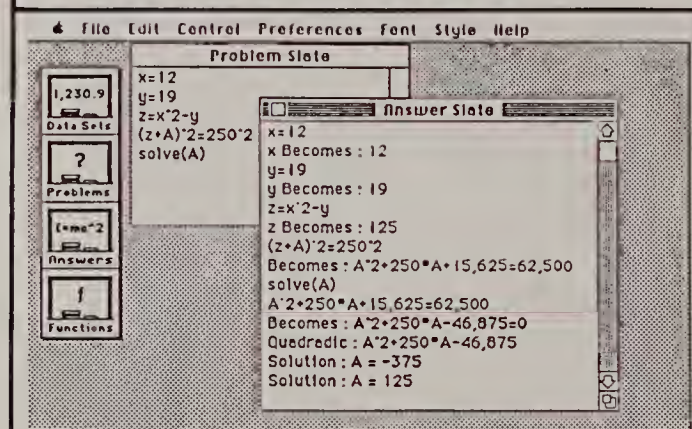 File Edit Control Preferences Font Style Help
Problem Slate
x=12
y=19
z=x^2-y
(z+A)^2=250^2
solve(A)
1,230.9
Data Sets
?
Problems
E=mc^2
Answers
f
Functions
Answer Slate
x=12
x Becomes : 12
y=19
y Becomes : 19
z=x^2-y
z Becomes : 125
(z+A)^2=250^2
Becomes : A^2+250*A+15,625=62,500
solve(A)
A^2+250*A+15,625=62,500
Becomes : A^2+250*A-46,875=0
Quadradic : A^2+250*A-46,875
Solution : A = -375
Solution : A = 125